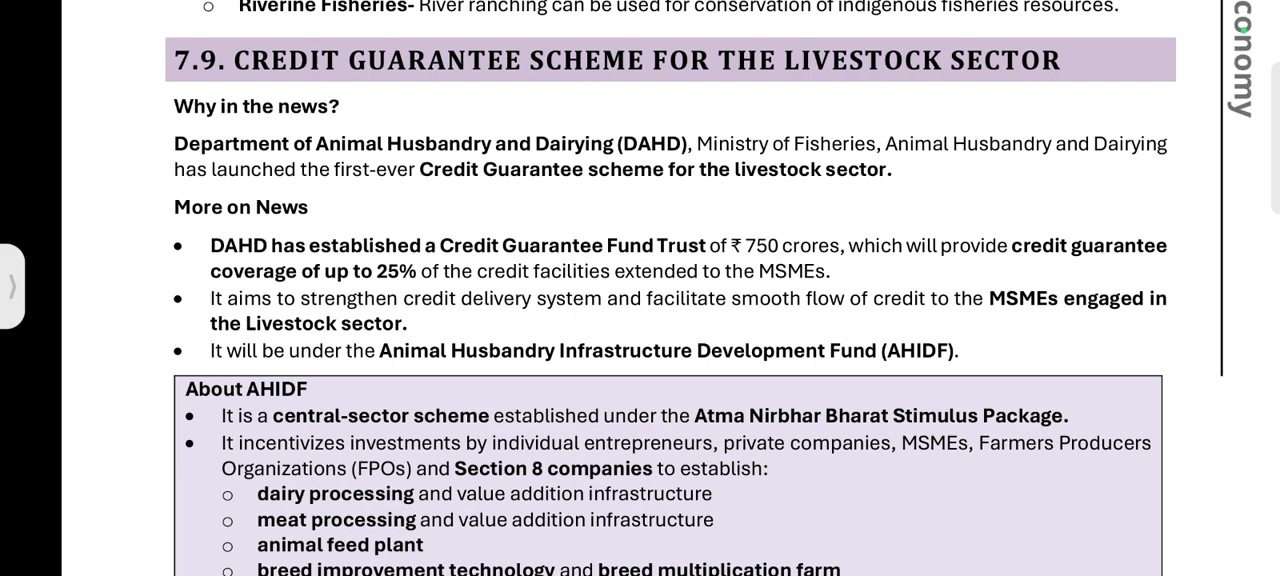 ○ Riverine Fisheries- River ranching can be used for conservation of indigenous fisheries resources.
7.9. CREDIT GUARANTEE SCHEME FOR THE LIVESTOCK SECTOR
Why in the news?
Department of Animal Husbandry and Dairying (DAHD), Ministry of Fisheries, Animal Husbandry and Dairying
has launched the first-ever Credit Guarantee scheme for the livestock sector.
More on News
• DAHD has established a Credit Guarantee Fund Trust of ₹ 750 crores, which will provide credit guarantee
coverage of up to 25% of the credit facilities extended to the MSMEs.
• It aims to strengthen credit delivery system and facilitate smooth flow of credit to the MSMEs engaged in
the Livestock sector.
• It will be under the Animal Husbandry Infrastructure Development Fund (AHIDF).
About AHIDF
• It is a central-sector scheme established under the Atma Nirbhar Bharat Stimulus Package.
• It incentivizes investments by individual entrepreneurs, private companies, MSMEs, Farmers Producers
Organizations (FPOs) and Section 8 companies to establish:
○ dairy processing and value addition infrastructure
○ meat processing and value addition infrastructure
○ animal feed plant
○ breed improvement technology and breed multiplication farm
conomy